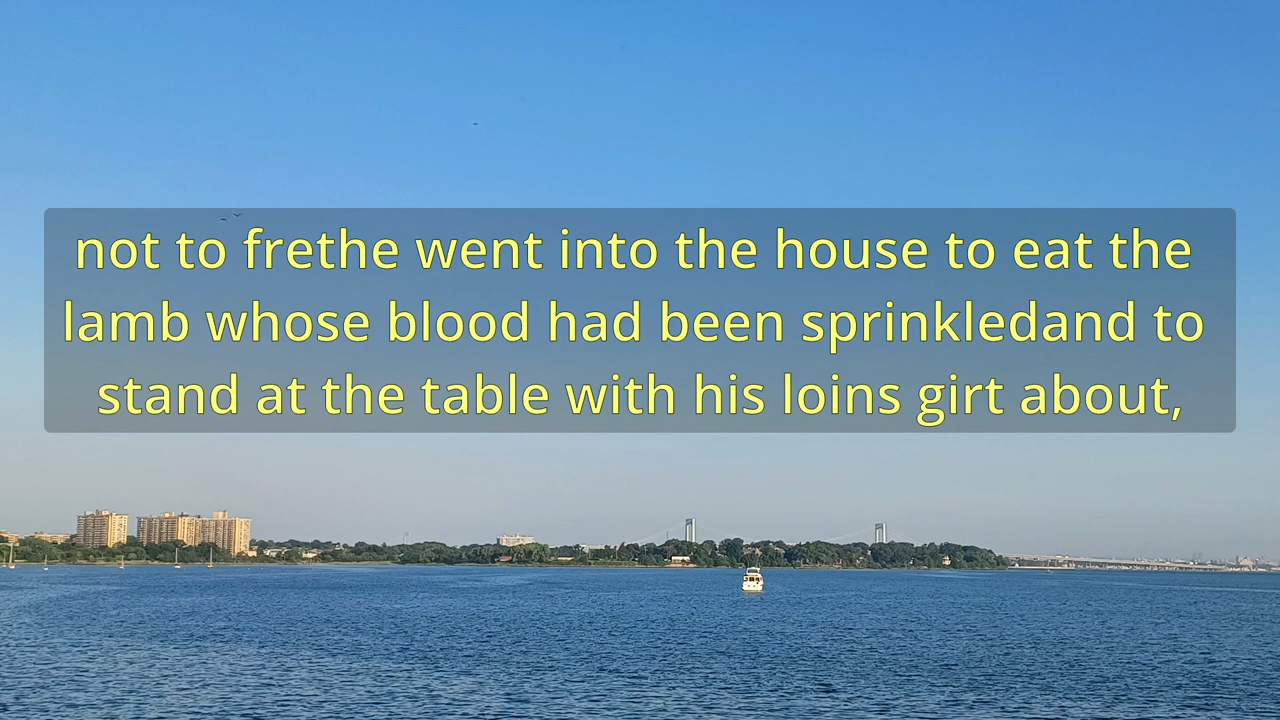 not to frethe went into the house to eat the
lamb whose blood had been sprinkledand to
stand at the table with his loins girt about,